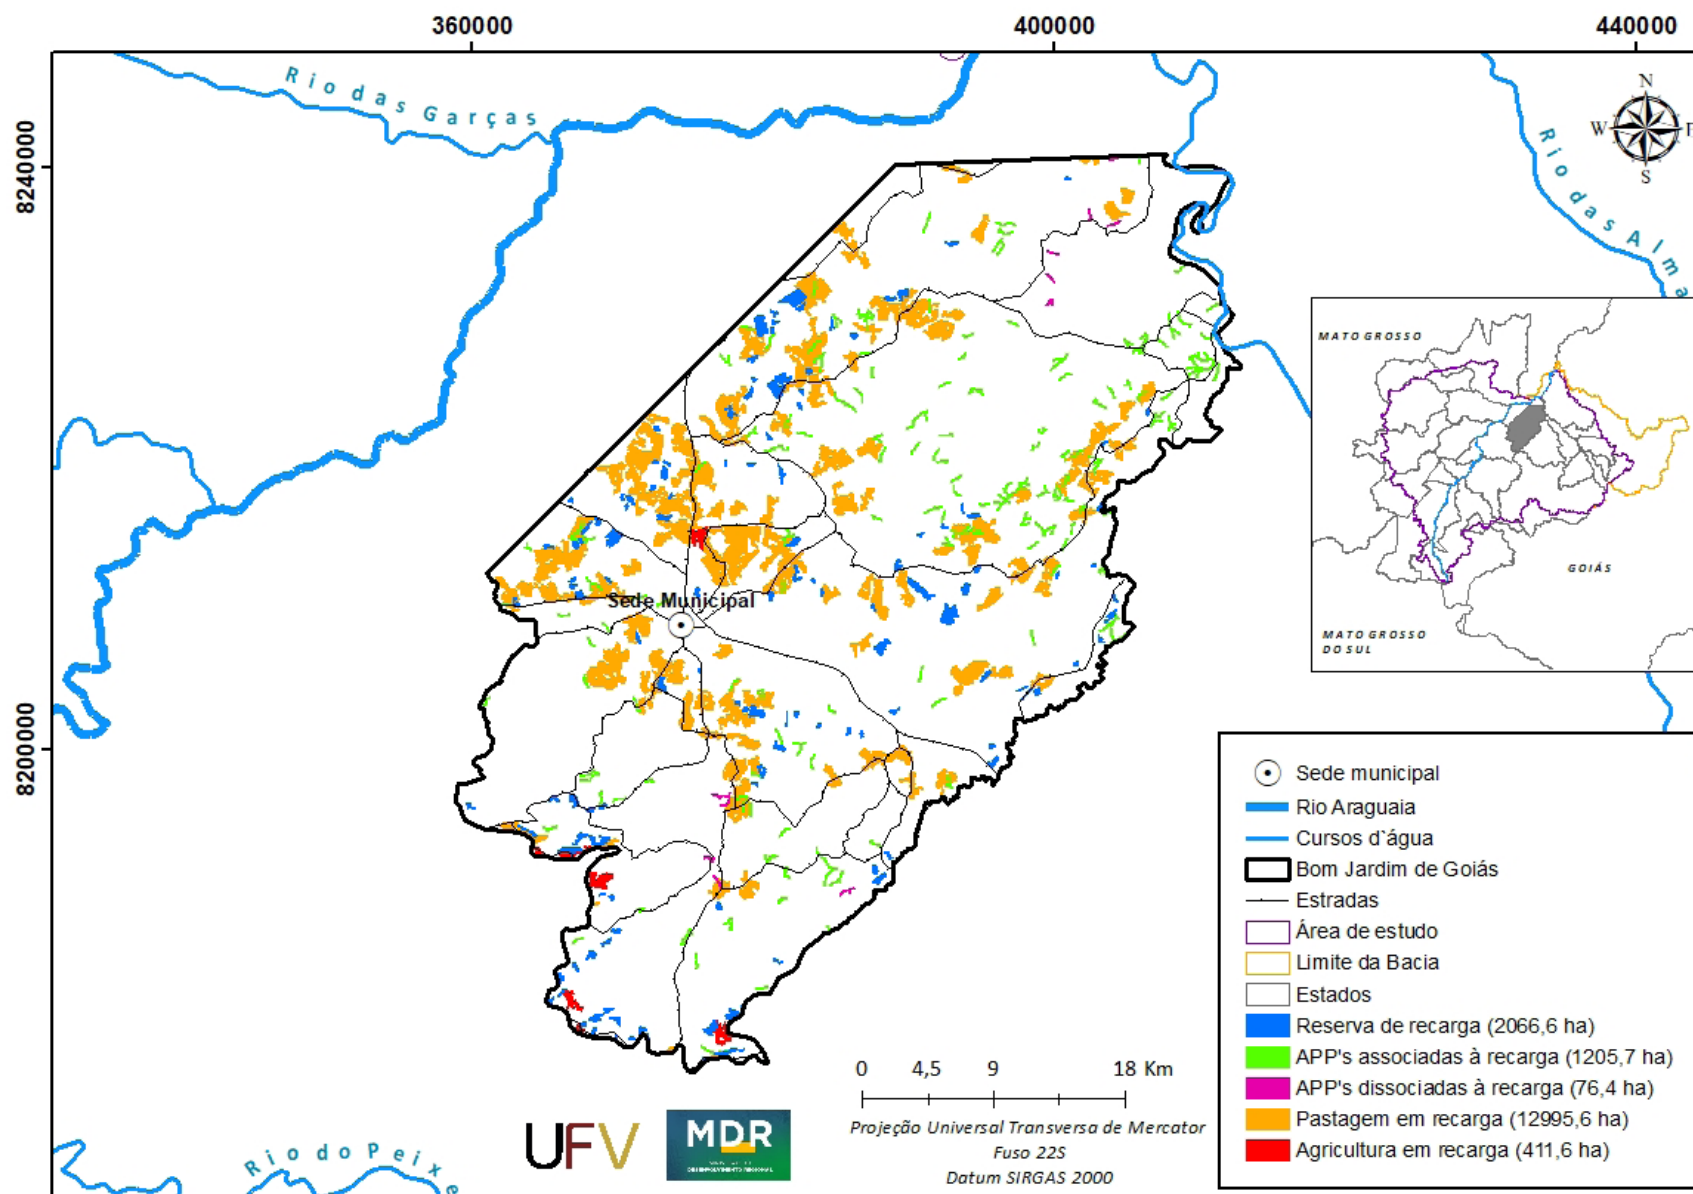 360000
400000
440000
8240000
8200000
Rio das Garças
Rio das Alma
N
W
S
MATO GROSSO
GOIÁS
MATO GROSSO
DO SUL
Sede Municipal
Sede municipal
Rio Araguaia
Cursos d`água
Bom Jardim de Goiás
Estradas
Área de estudo
Limite da Bacia
Estados
Reserva de recarga (2066,6 ha)
APP's associadas à recarga (1205,7 ha)
APP's dissociadas à recarga (76,4 ha)
Pastagem em recarga (12995,6 ha)
Agricultura em recarga (411,6 ha)
0 4,5 9 18 Km
Projeção Universal Transversa de Mercator
Fuso 22S
Datum SIRGAS 2000
UFV
MDR
DESENVOLVIMENTO REGIONAL
Rio do Peixe